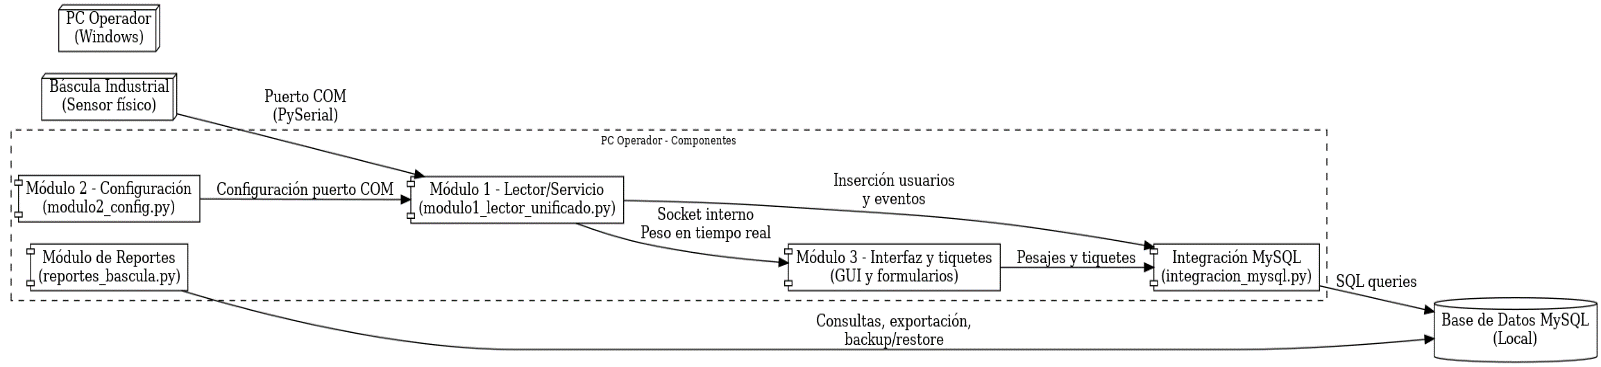 PC Operador
(Windows)
Báscula Industrial
(Sensor físico)
Puerto COM
(PySerial)
PC Operador - Componentes
Módulo 2 - Configuración
(modulo2_config.py)
Configuración puerto COM
Módulo 1 - Lector/Servicio
(modulo1_lector_unificado.py)
Inserción usuarios
y eventos
Socket interno
Peso en tiempo real
Módulo de Reportes
(reportes_bascula.py)
Módulo 3 - Interfaz y tiquetes
(GUI y formularios)
Pesajes y tiquetes
Integración MySQL
(integracion_mysql.py)
SQL queries
Consultas, exportación,
backup/restore
Base de Datos MySQL
(Local)